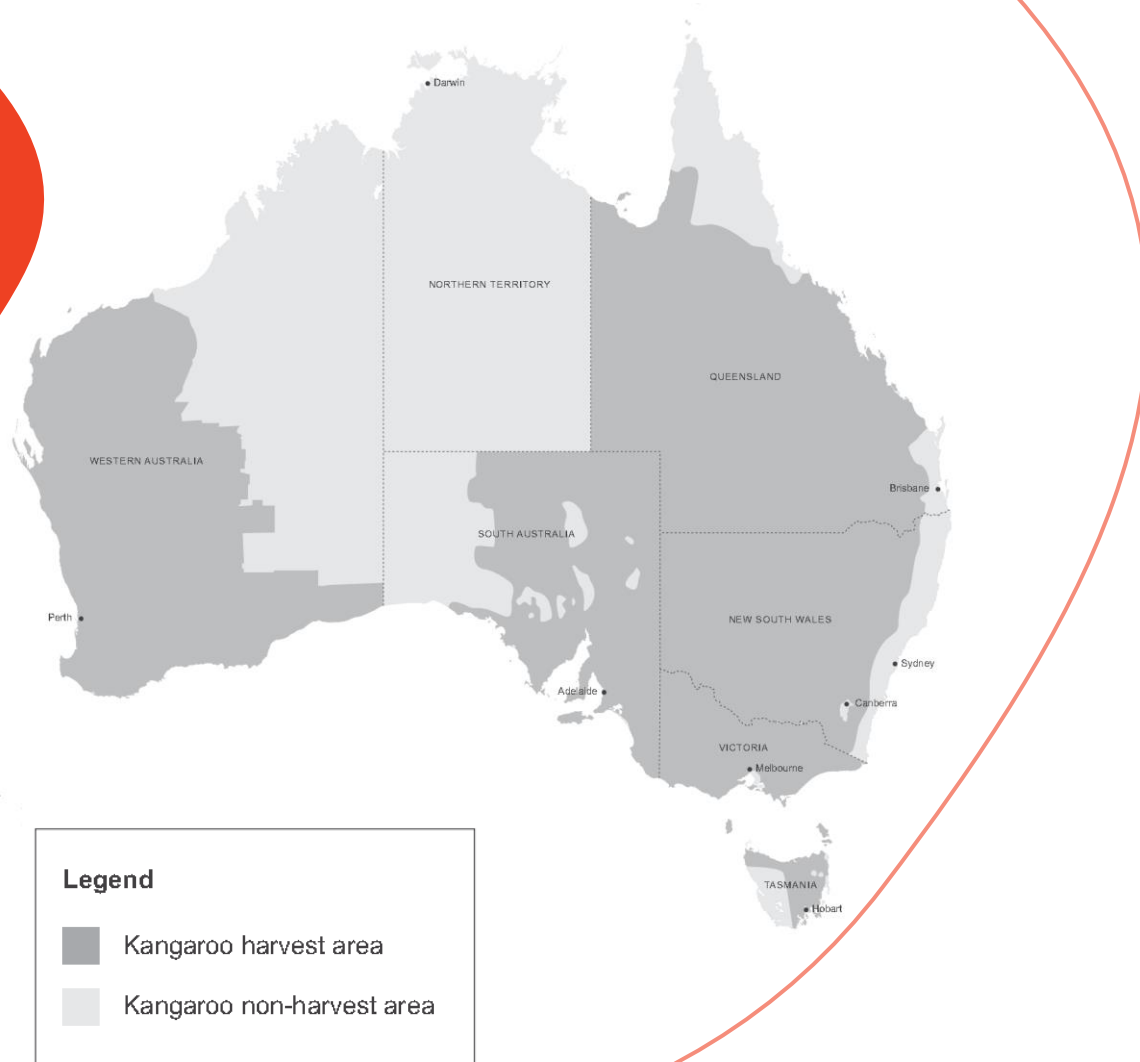 Darwin
NORTHERN TERRITORY
QUEENSLAND
WESTERN AUSTRALIA
Brisbane
SOUTH AUSTRALIA
Perth
NEW SOUTH WALES
Sydney
Adelaide
Canberra
VICTORIA
Melbourne
TASMANIA
Hobart
Legend
Kangaroo harvest area
Kangaroo non-harvest area